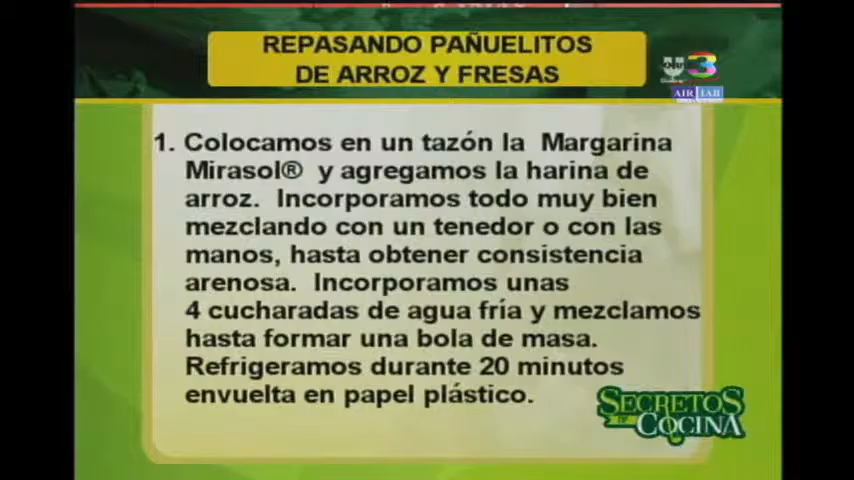 REPASANDO PAÑUELITOS
DE ARROZ Y FRESAS
3
AIR TAB
1. Colocamos en un tazón la Margarina
Mirasol® y agregamos la harina de
arroz. Incorporamos todo muy bien
mezclando con un tenedor o con las
manos, hasta obtener consistencia
arenosa. Incorporamos unas
4 cucharadas de agua fría y mezclamos
hasta formar una bola de masa.
Refrigeramos durante 20 minutos
envuelta en papel plástico.
SECRETOS
DE COCINA